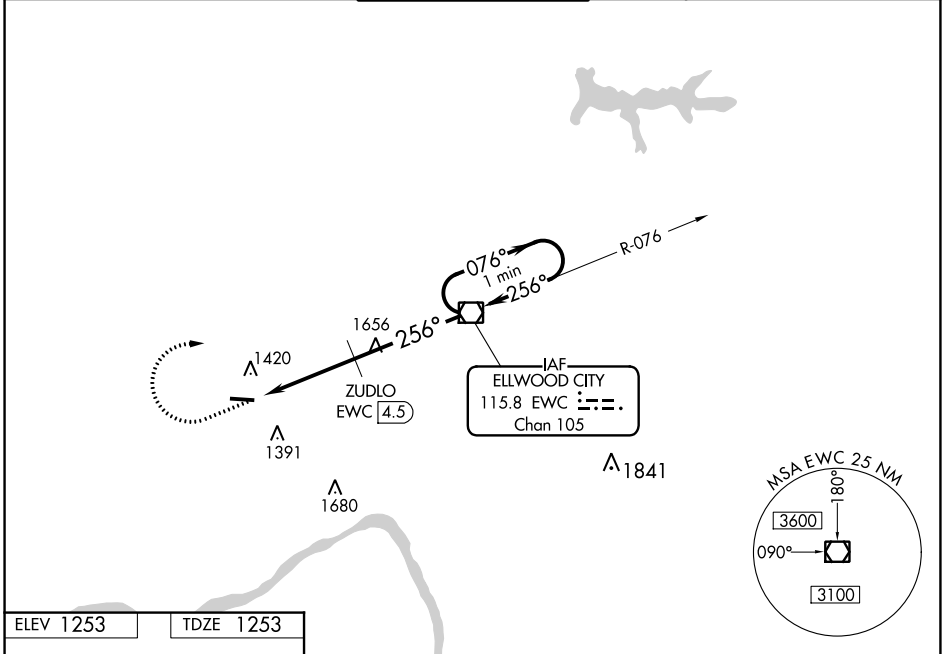 R-076
076°
1 min
256°
256°
1656
1420
ZUDLO
EWC 4.5
IAF
ELLWOOD CITY
115.8 EWC
Chan 105
1391
1841
1680
MSA EWC 25 NM
180°
3600
090°
3100
ELEV 1253
TDZE 1253